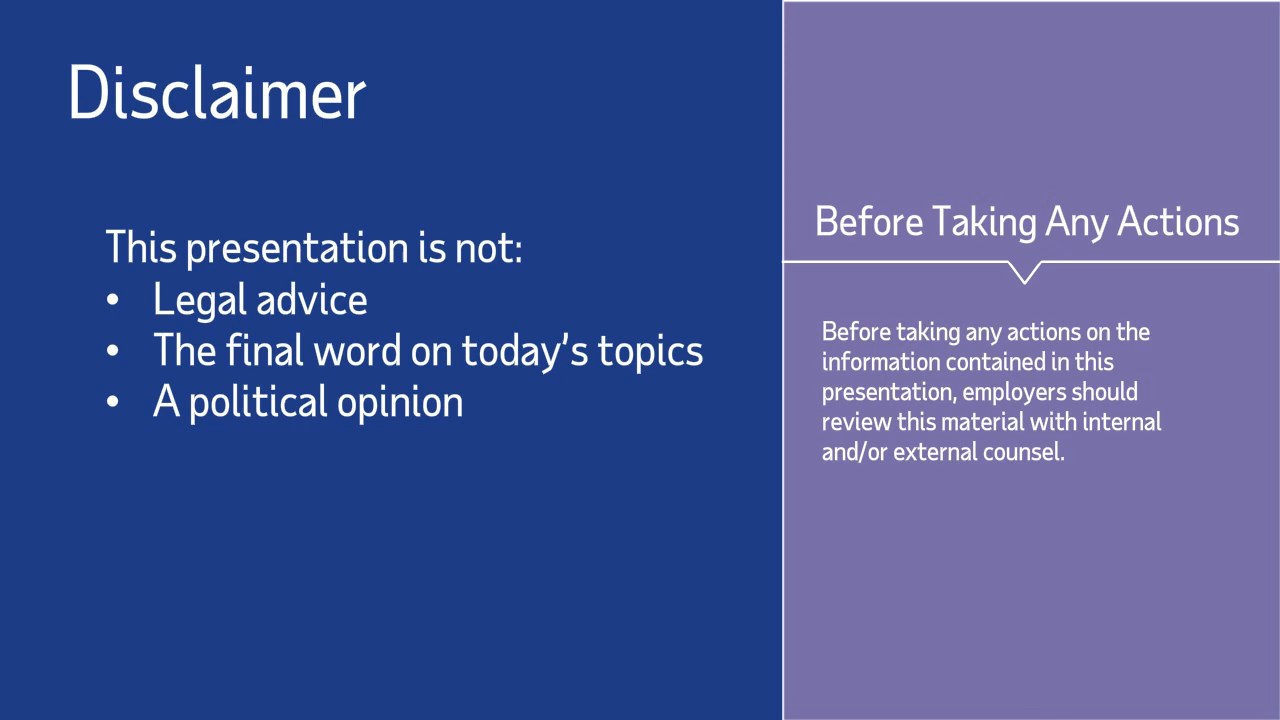 Disclaimer
This presentation is not:
• Legal advice
• The final word on today’s topics
• A political opinion
Before Taking Any Actions
Before taking any actions on the
information contained in this
presentation, employers should
review this material with internal
and/or external counsel.